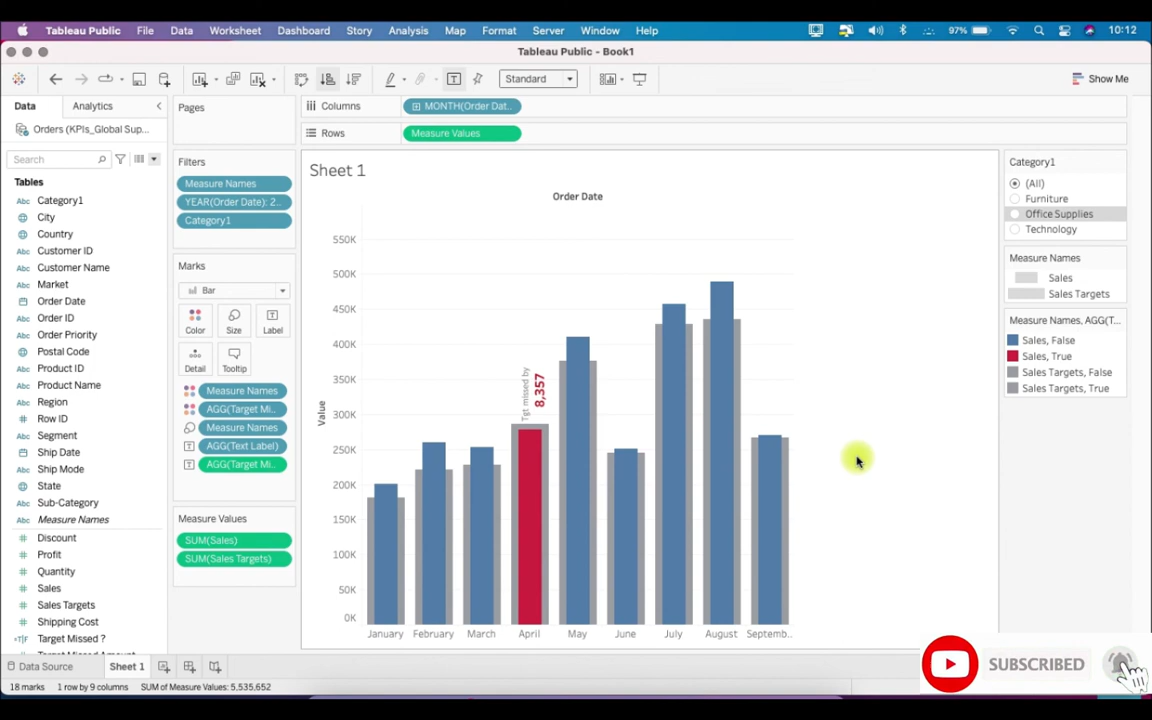 Tableau Public File Data Worksheet Dashboard Story Analysis Map Format Server Window Help 97% 10:12
Tableau Public - Book1
Standard
Show Me
Data Analytics
Orders (KPIs_Global Sup...
Search
Tables
Category1
City
Country
Customer ID
Customer Name
Market
Order Date
Order ID
Order Priority
Postal Code
Product ID
Product Name
Region
Row ID
Segment
Ship Date
Ship Mode
State
Sub-Category
Measure Names
Discount
Profit
Quantity
Sales
Sales Targets
Shipping Cost
Target Missed ?
Pages
Filters
Measure Names
YEAR(Order Date): 2..
Category1
Marks
Bar
Color Size Label
Detail Tooltip
Measure Names
AGG(Target Mi..
Measure Names
AGG(Text Label)
AGG(Target Mi..
Measure Values
SUM(Sales)
SUM(Sales Targets)
Columns
MONTH(Order Dat..
Rows
Measure Values
Sheet 1
Order Date
Value
550K
500K
450K
400K
350K
300K
250K
200K
150K
100K
50K
0K
Tgt missed by
8,357
January February March April May June July August Septemb..
Category1
(All)
Furniture
Office Supplies
Technology
Measure Names
Sales
Sales Targets
Measure Names, AGG(T...
Sales, False
Sales, True
Sales Targets, False
Sales Targets, True
Data Source Sheet 1
18 marks 1 row by 9 columns SUM of Measure Values: 5,535,652
SUBSCRIBED